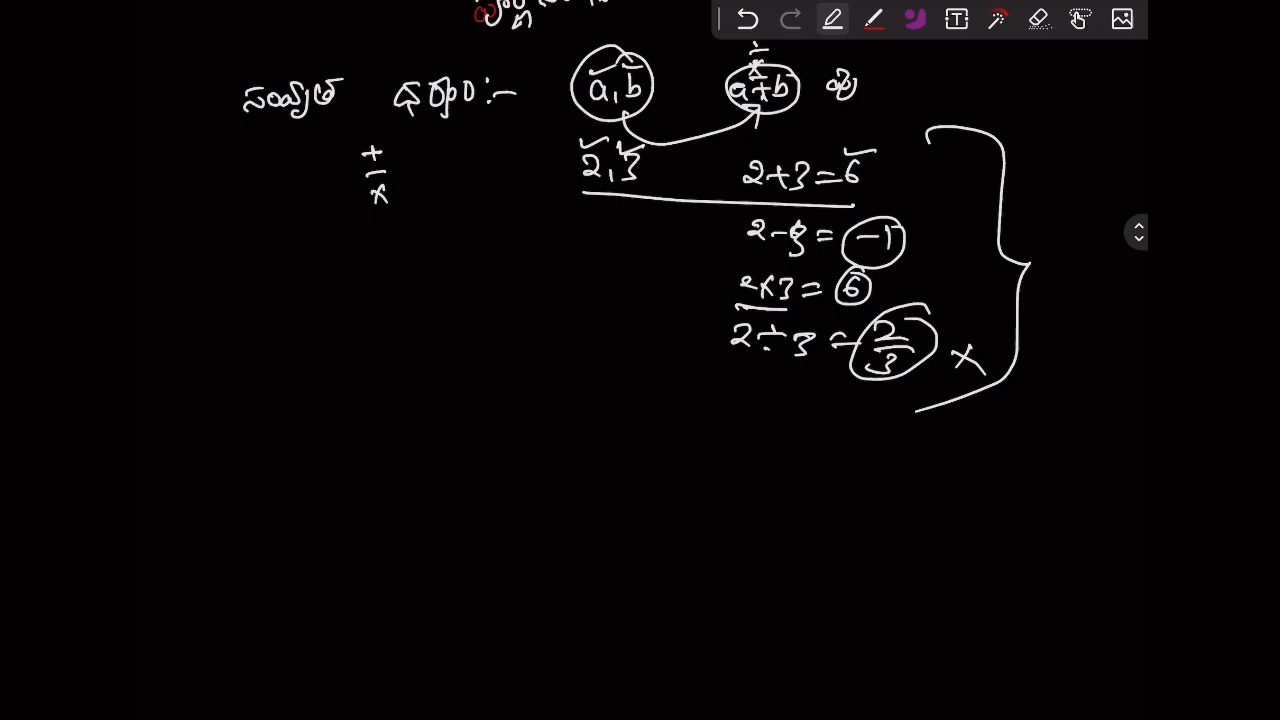 సంవృత ధర్మం :- a, b a + b
+ 2, 3 2 + 3 = 6
-
× 2 - 3 = -1
2 × 3 = 6
2 ÷ 3 = 2/3 ×